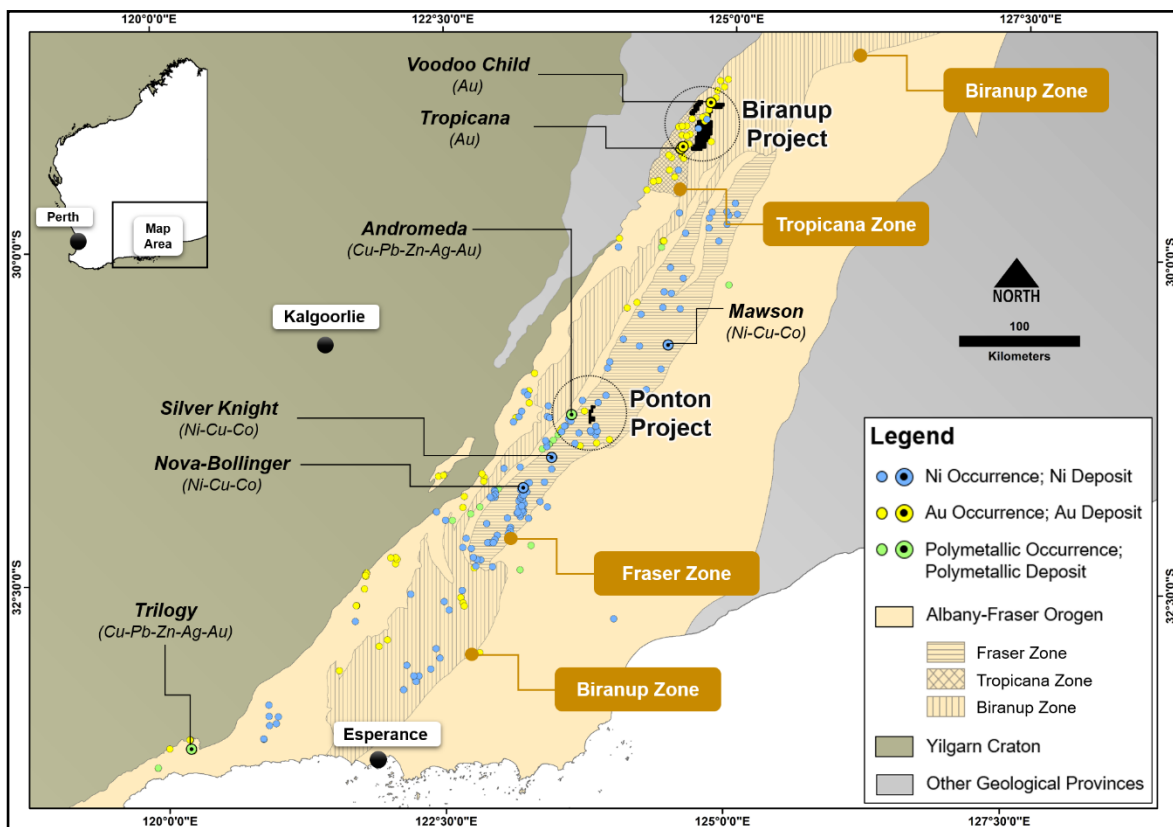 120°0'0"E
122°30'0"E
125°0'0"E
127°30'0"E
Voodoo Child
(Au)
Tropicana
(Au)
Biranup
Project
Biranup Zone
Perth
Map
Area
Andromeda
(Cu-Pb-Zn-Ag-Au)
Tropicana Zone
30°0'0"S
30°0'0"S
Kalgoorlie
Mawson
(Ni-Cu-Co)
NORTH
100
Kilometers
Silver Knight
(Ni-Cu-Co)
Ponton
Project
Nova-Bollinger
(Ni-Cu-Co)
Legend
Ni Occurrence; Ni Deposit
Au Occurrence; Au Deposit
Polymetallic Occurrence;
Polymetallic Deposit
Albany-Fraser Orogen
Fraser Zone
Tropicana Zone
Biranup Zone
Yilgarn Craton
Other Geological Provinces
Fraser Zone
32°30'0"S
32°30'0"S
Trilogy
(Cu-Pb-Zn-Ag-Au)
Biranup Zone
Esperance
120°0'0"E
122°30'0"E
125°0'0"E
127°30'0"E